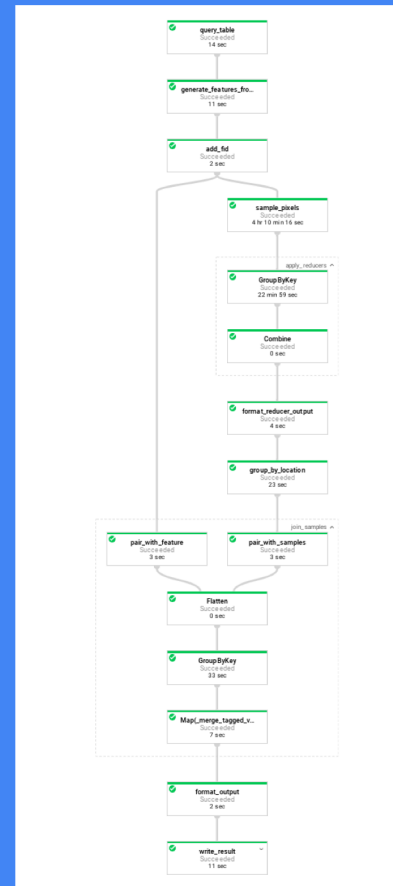 query_table
Succeeded
14 sec
generate_features_fro...
Succeeded
11 sec
add_fid
Succeeded
2 sec
sample_pixels
Succeeded
4 hr 10 min 16 sec
apply_reducers
GroupByKey
Succeeded
22 min 59 sec
Combine
Succeeded
0 sec
format_reducer_output
Succeeded
4 sec
group_by_location
Succeeded
23 sec
join_samples
pair_with_feature
Succeeded
3 sec
pair_with_samples
Succeeded
3 sec
Flatten
Succeeded
0 sec
GroupByKey
Succeeded
33 sec
Map(_merge_tagged_v...
Succeeded
7 sec
format_output
Succeeded
2 sec
write_result
Succeeded
11 sec